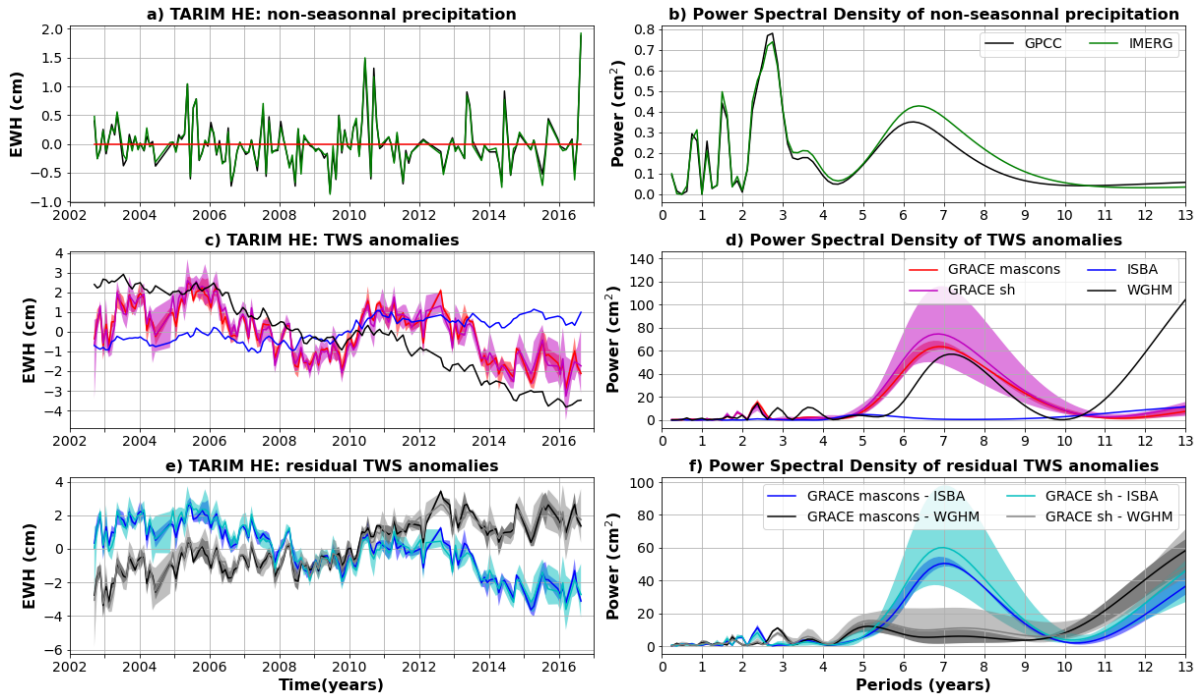 a) TARIM HE: non-seasonnal precipitation
EWH (cm)
2.0
1.5
1.0
0.5
0.0
−0.5
−1.0
2002 2004 2006 2008 2010 2012 2014 2016
b) Power Spectral Density of non-seasonnal precipitation
GPCC IMERG
Power (cm²)
0.8
0.7
0.6
0.5
0.4
0.3
0.2
0.1
0.0
0 1 2 3 4 5 6 7 8 9 10 11 12 13
c) TARIM HE: TWS anomalies
EWH (cm)
4
3
2
1
0
−1
−2
−3
−4
2002 2004 2006 2008 2010 2012 2014 2016
d) Power Spectral Density of TWS anomalies
GRACE mascons ISBA
GRACE sh WGHM
Power (cm²)
140
120
100
80
60
40
20
0
0 1 2 3 4 5 6 7 8 9 10 11 12 13
e) TARIM HE: residual TWS anomalies
EWH (cm)
4
2
0
−2
−4
−6
2002 2004 2006 2008 2010 2012 2014 2016
Time(years)
f) Power Spectral Density of residual TWS anomalies
GRACE mascons - ISBA GRACE sh - ISBA
GRACE mascons - WGHM GRACE sh - WGHM
Power (cm²)
100
80
60
40
20
0
0 1 2 3 4 5 6 7 8 9 10 11 12 13
Periods (years)